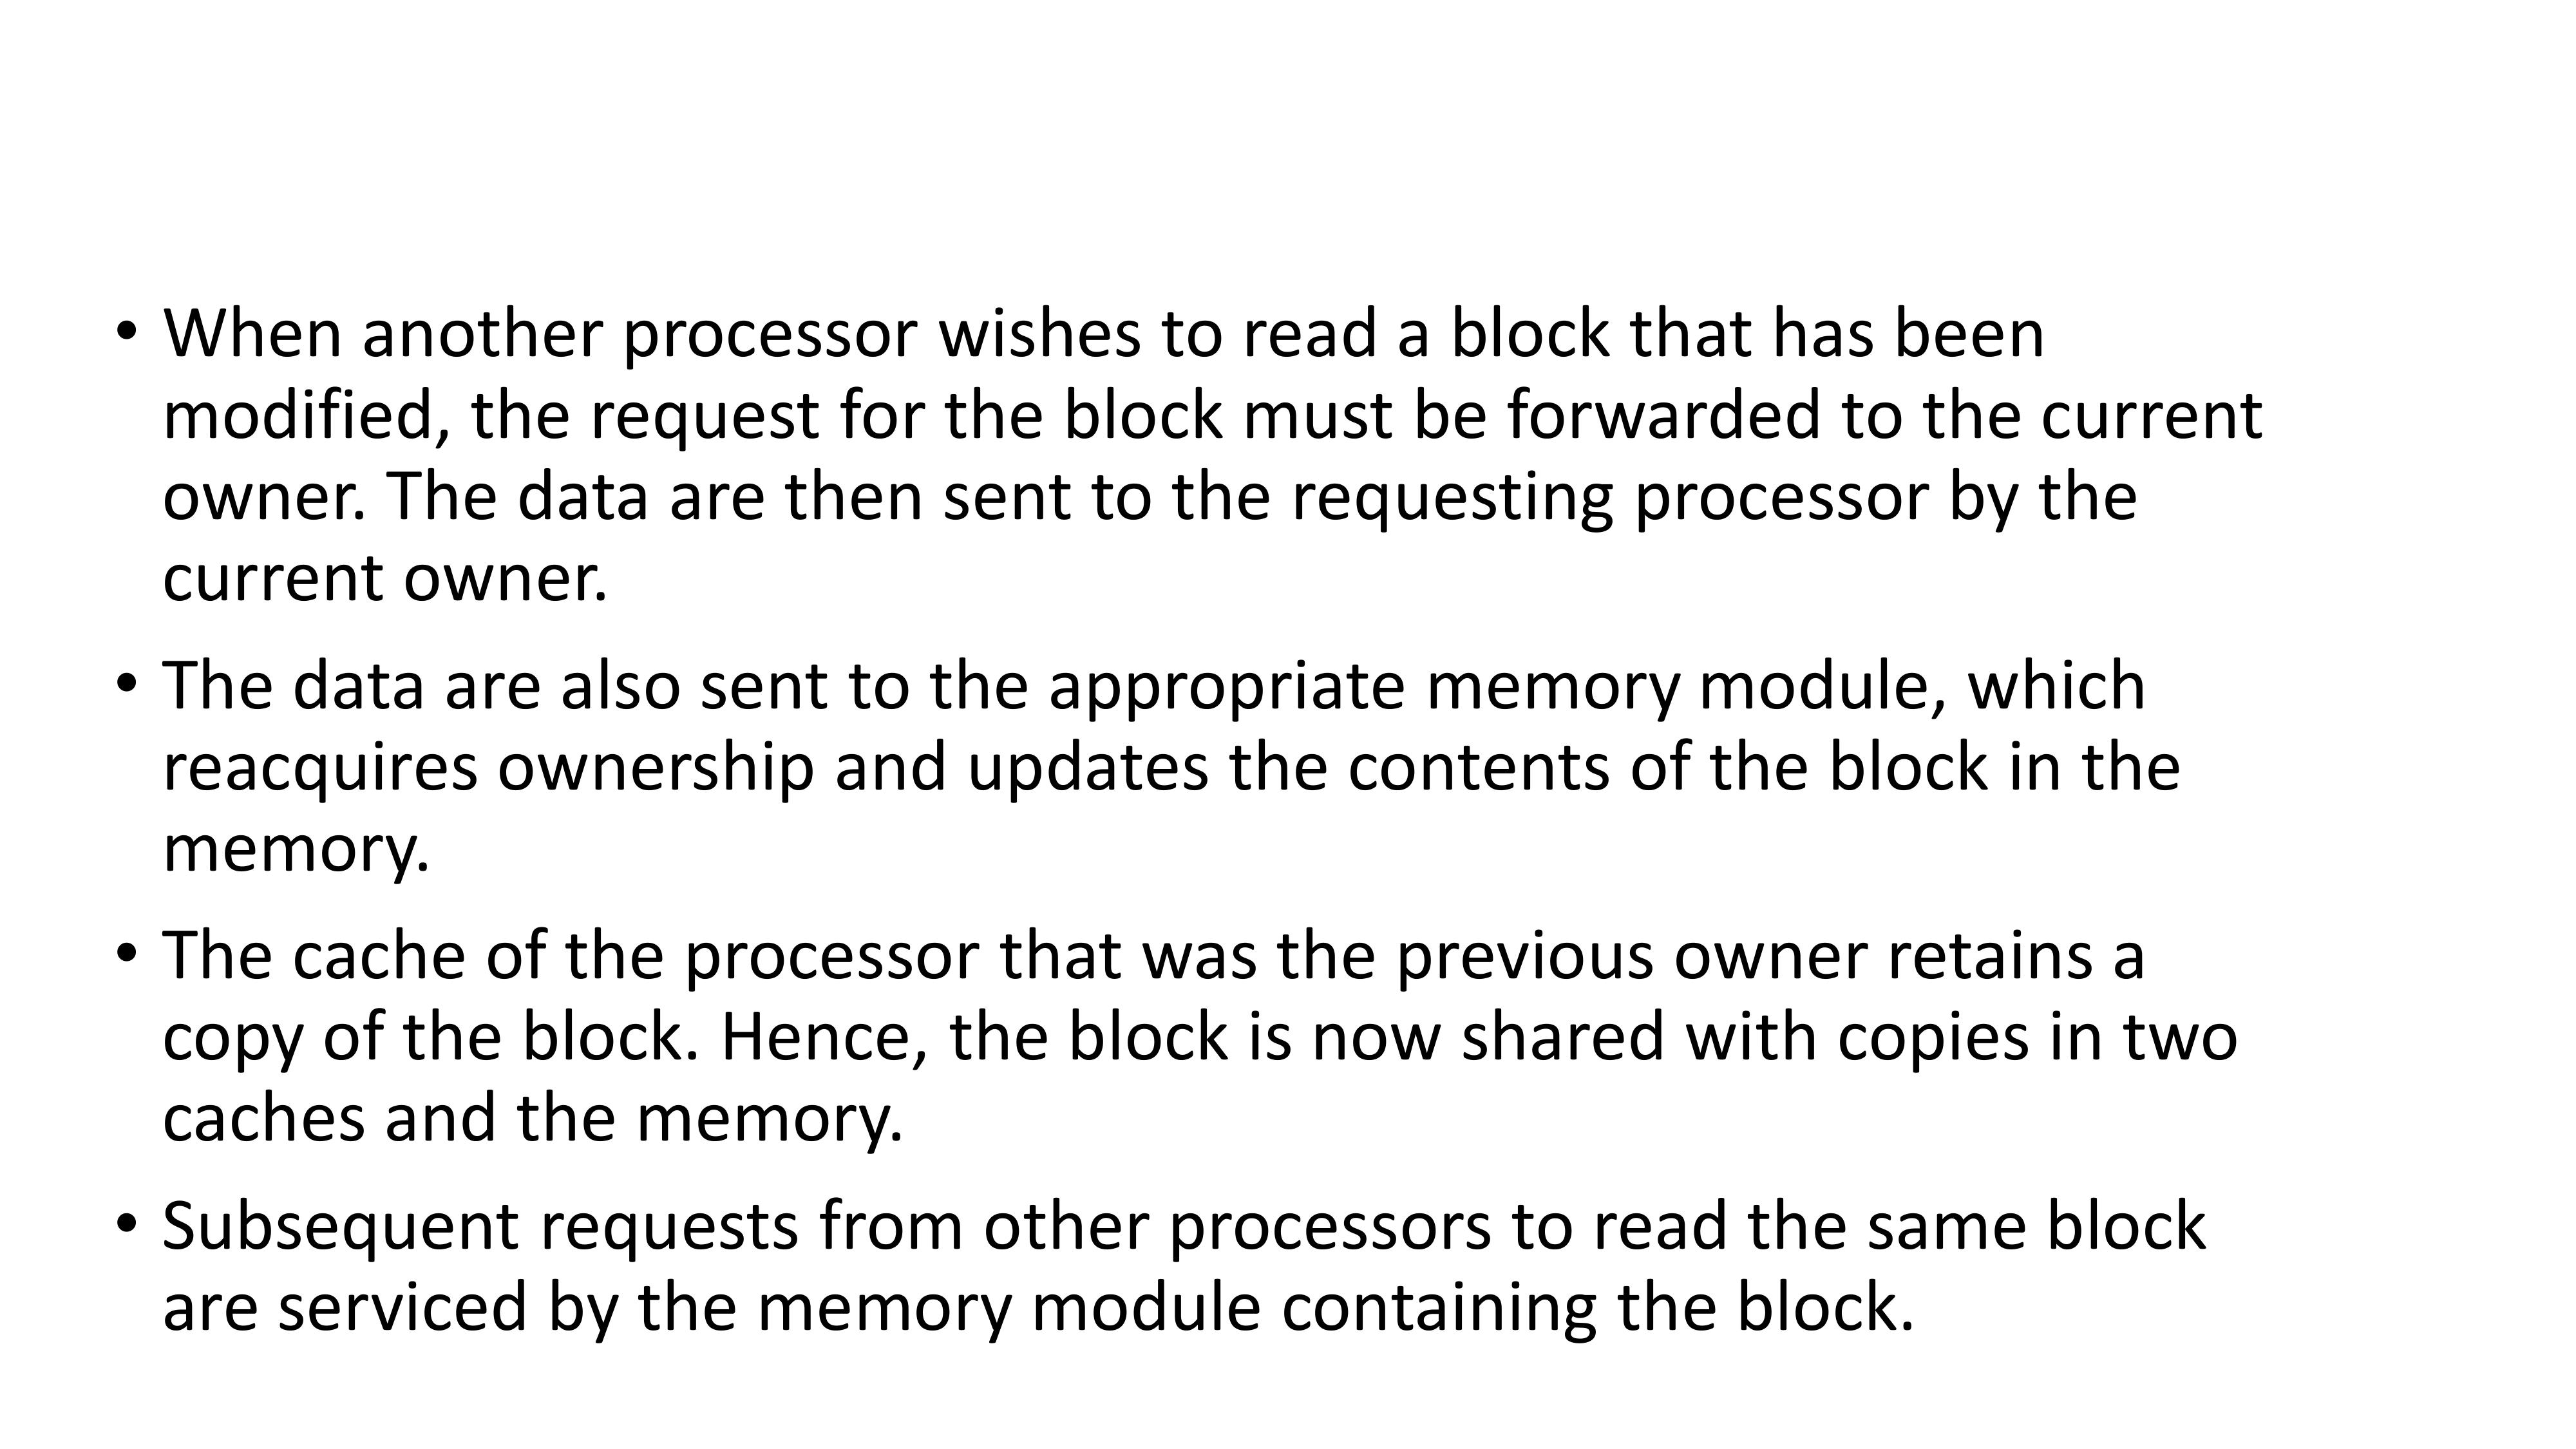 • When another processor wishes to read a block that has been
modified, the request for the block must be forwarded to the current
owner. The data are then sent to the requesting processor by the
current owner.
• The data are also sent to the appropriate memory module, which
reacquires ownership and updates the contents of the block in the
memory.
• The cache of the processor that was the previous owner retains a
copy of the block. Hence, the block is now shared with copies in two
caches and the memory.
• Subsequent requests from other processors to read the same block
are serviced by the memory module containing the block.